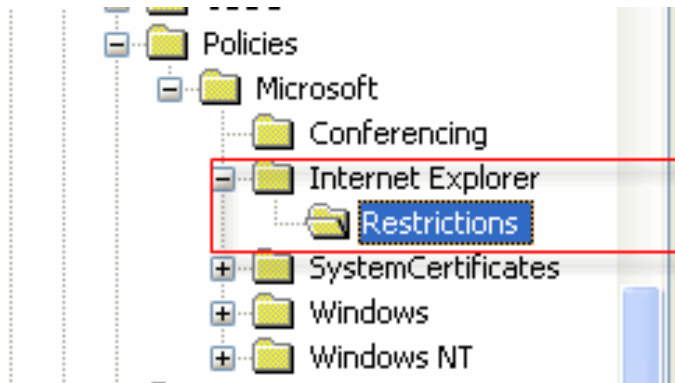 Policies
Microsoft
Conferencing
Internet Explorer
Restrictions
SystemCertificates
Windows
Windows NT